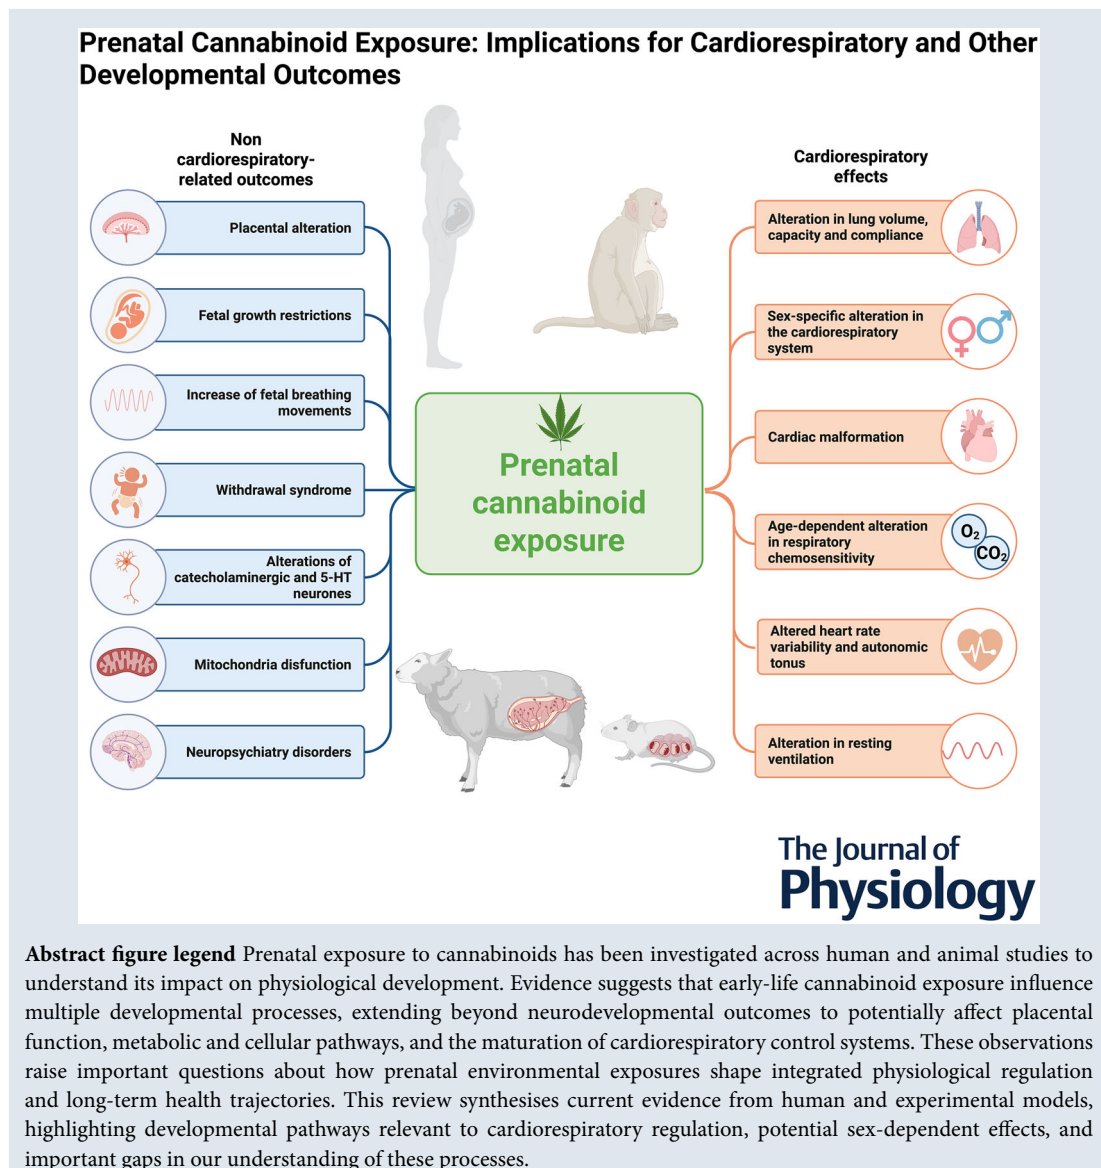 Prenatal Cannabinoid Exposure: Implications for Cardiorespiratory and Other
Developmental Outcomes
Non
cardiorespiratory-
related outcomes
Placental alteration
Fetal growth restrictions
Increase of fetal breathing
movements
Withdrawal syndrome
Alterations of
catecholaminergic and 5-HT
neurones
Mitochondria disfunction
Neuropsychiatry disorders
Prenatal
cannabinoid
exposure
Cardiorespiratory
effects
Alteration in lung volume,
capacity and compliance
Sex-specific alteration in
the cardiorespiratory
system
Cardiac malformation
Age-dependent alteration
in respiratory
chemosensitivity
O₂
CO₂
Altered heart rate
variability and autonomic
tonus
Alteration in resting
ventilation
The Journal of
Physiology
Abstract figure legend Prenatal exposure to cannabinoids has been investigated across human and animal studies to
understand its impact on physiological development. Evidence suggests that early-life cannabinoid exposure influence
multiple developmental processes, extending beyond neurodevelopmental outcomes to potentially affect placental
function, metabolic and cellular pathways, and the maturation of cardiorespiratory control systems. These observations
raise important questions about how prenatal environmental exposures shape integrated physiological regulation
and long-term health trajectories. This review synthesises current evidence from human and experimental models,
highlighting developmental pathways relevant to cardiorespiratory regulation, potential sex-dependent effects, and
important gaps in our understanding of these processes.